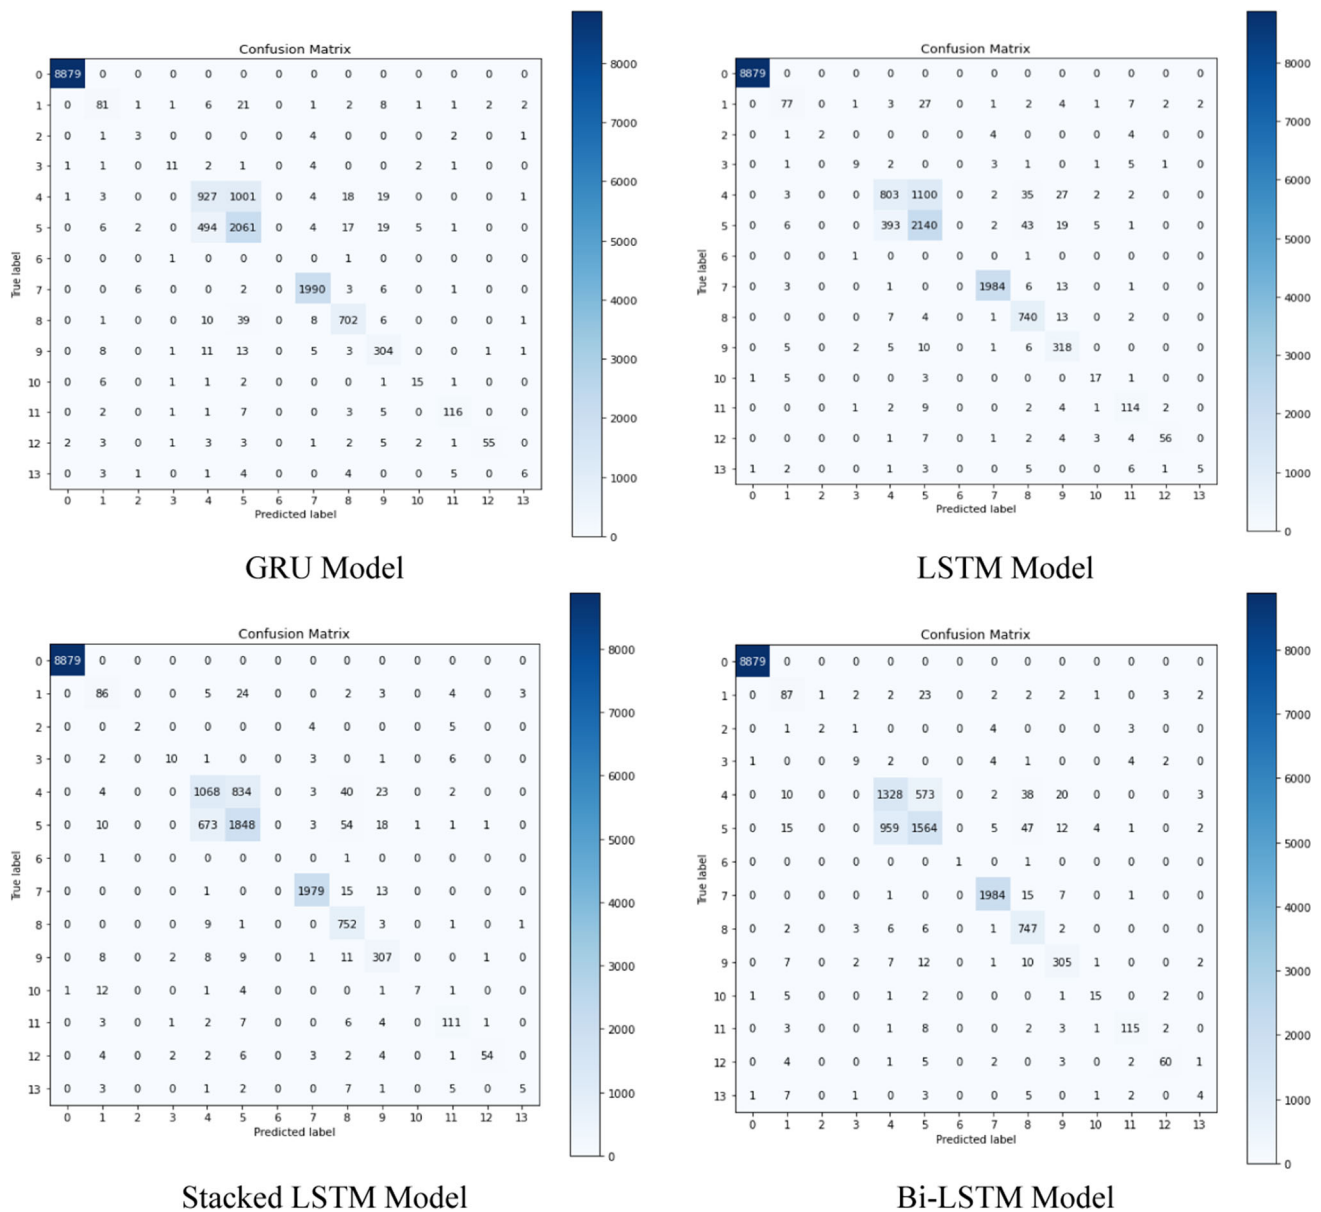 Confusion Matrix
0 8879 0 0 0 0 0 0 0 0 0 0 0 0 0
1 0 81 1 1 6 21 0 1 2 8 1 1 2 2
2 0 1 3 0 0 0 0 4 0 0 0 2 0 1
3 1 1 0 11 2 1 0 4 0 0 2 1 0 0
4 1 3 0 0 927 1001 0 4 18 19 0 0 0 1
5 0 6 2 0 494 2061 0 4 17 19 5 1 0 0
6 0 0 0 1 0 0 0 0 1 0 0 0 0 0
7 0 0 6 0 0 2 0 1990 3 6 0 1 0 0
8 0 1 0 0 10 39 0 8 702 6 0 0 0 1
9 0 8 0 1 11 13 0 5 3 304 0 0 1 1
10 0 6 0 1 1 2 0 0 0 1 15 1 0 0
11 0 2 0 1 1 7 0 0 3 5 0 116 0 0
12 2 3 0 1 3 3 0 1 2 5 2 1 55 0
13 0 3 1 0 1 4 0 0 4 0 0 5 0 6
0 1 2 3 4 5 6 7 8 9 10 11 12 13
Predicted label
True label
8000
7000
6000
5000
4000
3000
2000
1000
0
GRU Model
Confusion Matrix
0 8879 0 0 0 0 0 0 0 0 0 0 0 0 0
1 0 77 0 1 3 27 0 1 2 4 1 7 2 2
2 0 1 2 0 0 0 0 4 0 0 0 4 0 0
3 0 1 0 9 2 0 0 3 1 0 1 5 1 0
4 0 3 0 0 803 1100 0 2 35 27 2 2 0 0
5 0 6 0 0 393 2140 0 2 43 19 5 1 0 0
6 0 0 0 1 0 0 0 0 1 0 0 0 0 0
7 0 3 0 0 1 0 0 1984 6 13 0 1 0 0
8 0 0 0 0 7 4 0 1 740 13 0 2 0 0
9 0 5 0 2 5 10 0 1 6 318 0 0 0 0
10 1 5 0 0 0 3 0 0 0 0 17 1 0 0
11 0 0 0 1 2 9 0 0 2 4 1 114 2 0
12 0 0 0 0 1 7 0 1 2 4 3 4 56 0
13 1 2 0 0 1 3 0 0 5 0 0 6 1 5
0 1 2 3 4 5 6 7 8 9 10 11 12 13
Predicted label
True label
8000
7000
6000
5000
4000
3000
2000
1000
0
LSTM Model
Confusion Matrix
0 8879 0 0 0 0 0 0 0 0 0 0 0 0 0
1 0 86 0 0 5 24 0 0 2 3 0 4 0 3
2 0 0 2 0 0 0 0 4 0 0 0 5 0 0
3 0 2 0 10 1 0 0 3 0 1 0 6 0 0
4 0 4 0 0 1068 834 0 3 40 23 0 2 0 0
5 0 10 0 0 673 1848 0 3 54 18 1 1 1 0
6 0 1 0 0 0 0 0 0 1 0 0 0 0 0
7 0 0 0 0 1 0 0 1979 15 13 0 0 0 0
8 0 0 0 0 9 1 0 0 752 3 0 1 0 1
9 0 8 0 2 8 9 0 1 11 307 0 0 1 0
10 1 12 0 0 1 4 0 0 0 1 7 1 0 0
11 0 3 0 1 2 7 0 0 6 4 0 111 1 0
12 0 4 0 2 2 6 0 3 2 4 0 1 54 0
13 0 3 0 0 1 2 0 0 7 1 0 5 0 5
0 1 2 3 4 5 6 7 8 9 10 11 12 13
Predicted label
True label
8000
7000
6000
5000
4000
3000
2000
1000
0
Stacked LSTM Model
Confusion Matrix
0 8879 0 0 0 0 0 0 0 0 0 0 0 0 0
1 0 87 1 2 2 23 0 2 2 2 1 0 3 2
2 0 1 2 1 0 0 0 4 0 0 0 3 0 0
3 1 0 0 9 2 0 0 4 1 0 0 4 2 0
4 0 10 0 0 1328 573 0 2 38 20 0 0 0 3
5 0 15 0 0 959 1564 0 5 47 12 4 1 0 2
6 0 0 0 0 0 0 1 0 1 0 0 0 0 0
7 0 0 0 0 1 0 0 1984 15 7 0 1 0 0
8 0 2 0 3 6 6 0 1 747 2 0 0 0 0
9 0 7 0 2 7 12 0 1 10 305 1 0 0 2
10 1 5 0 0 1 2 0 0 0 1 15 0 2 0
11 0 3 0 0 1 8 0 0 2 3 1 115 2 0
12 0 4 0 0 1 5 0 2 0 3 0 2 60 1
13 1 7 0 1 0 3 0 0 5 0 1 2 0 4
0 1 2 3 4 5 6 7 8 9 10 11 12 13
Predicted label
True label
8000
7000
6000
5000
4000
3000
2000
1000
0
Bi-LSTM Model